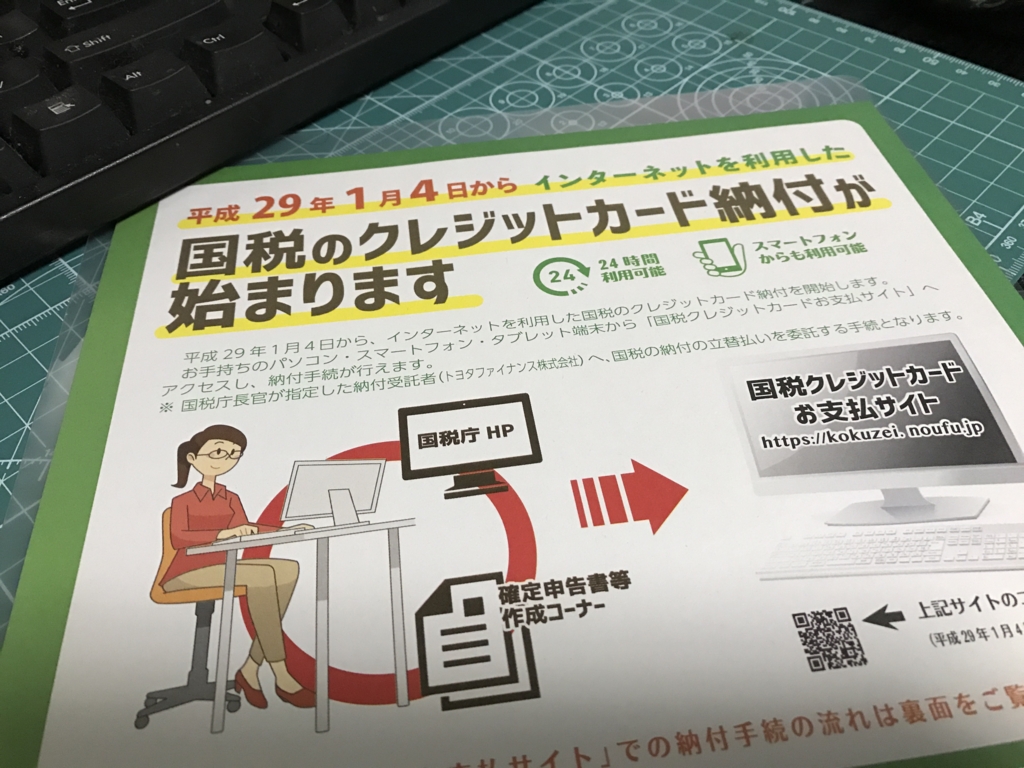 Shift
Ctrl
Alt
平成 29 年 1 月 4 日から インターネットを利用した
国税のクレジットカード納付が
始まります
24
24 時間
利用可能
スマートフォン
からも利用可能
平成 29 年 1 月 4 日から、インターネットを利用した国税のクレジットカード納付を開始します。
お手持ちのパソコン・スマートフォン・タブレット端末から「国税クレジットカードお支払サイト」へ
アクセスし、納付手続が行えます。
※ 国税庁長官が指定した納付受託者(トヨタファイナンス株式会社)へ、国税の納付の立替払いを委託する手続となります。
国税庁 HP
国税クレジットカード
お支払サイト
https://kokuzei.noufu.jp
確定申告書等
作成コーナー
上記サイトの
(平成 29 年 1 月 4
支払サイト」での納付手続の流れは裏面をご覧